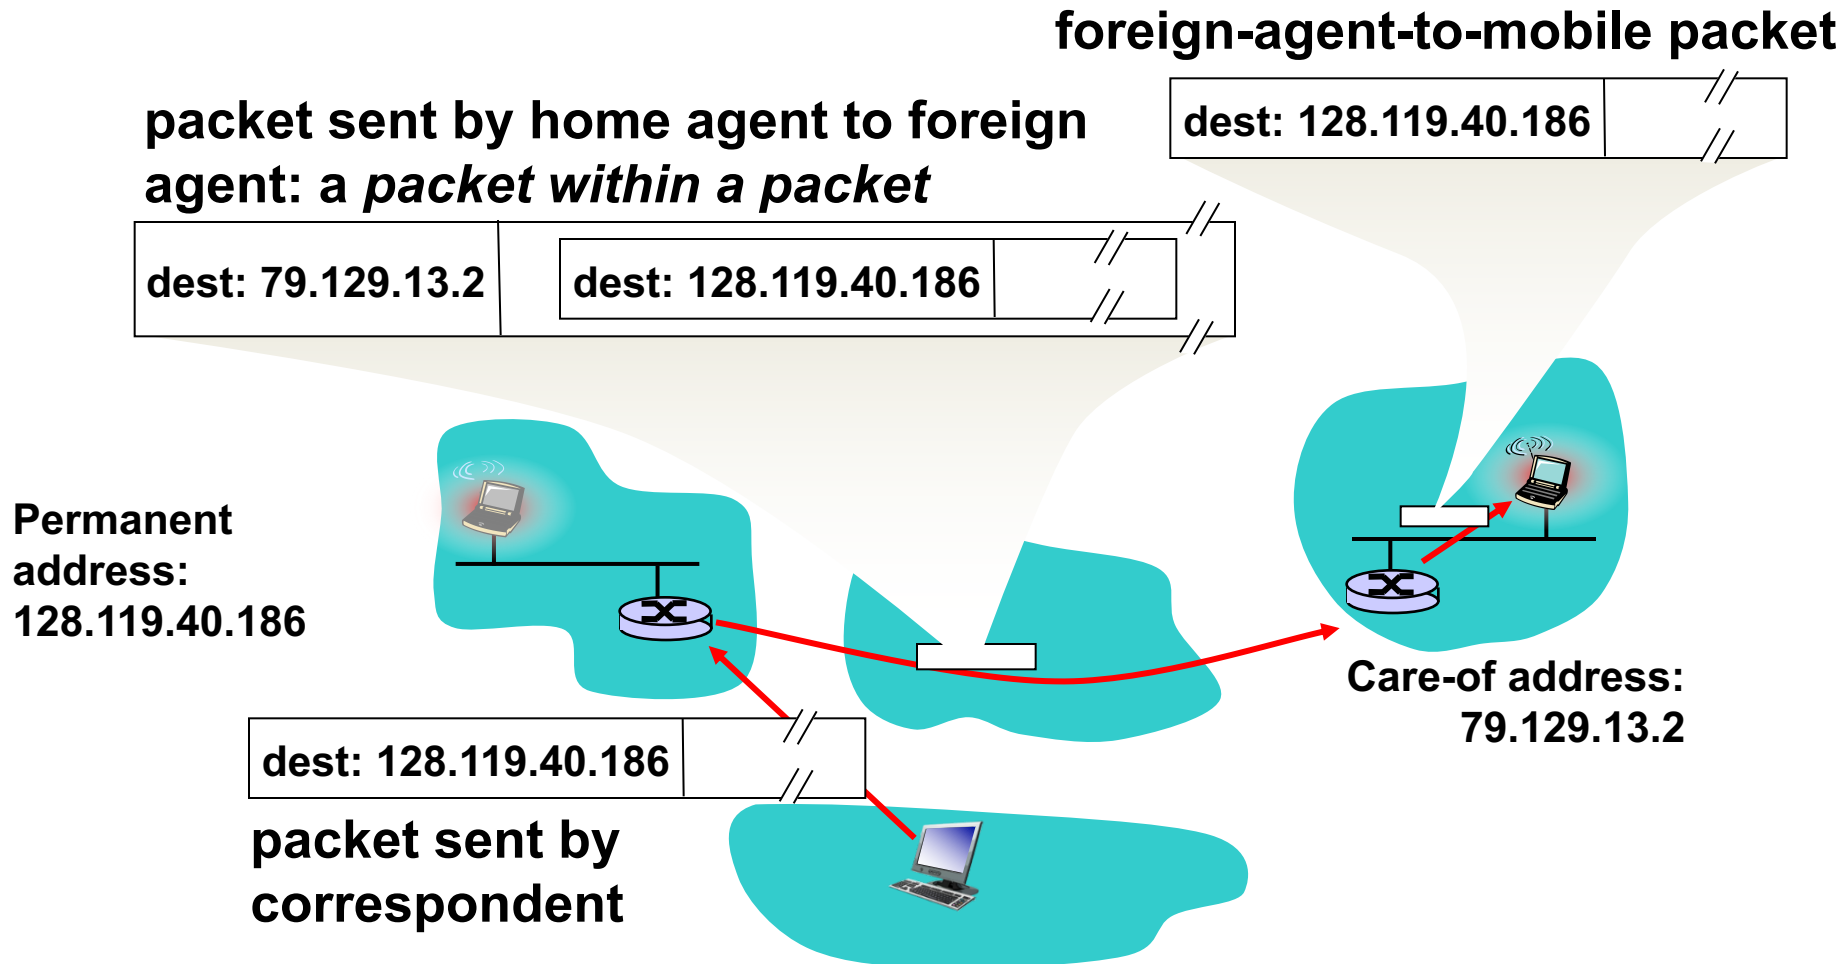 foreign-agent-to-mobile packet
dest: 128.119.40.186
packet sent by home agent to foreign
agent: a packet within a packet
dest: 79.129.13.2
dest: 128.119.40.186
Permanent
address:
128.119.40.186
Care-of address:
79.129.13.2
dest: 128.119.40.186
packet sent by
correspondent